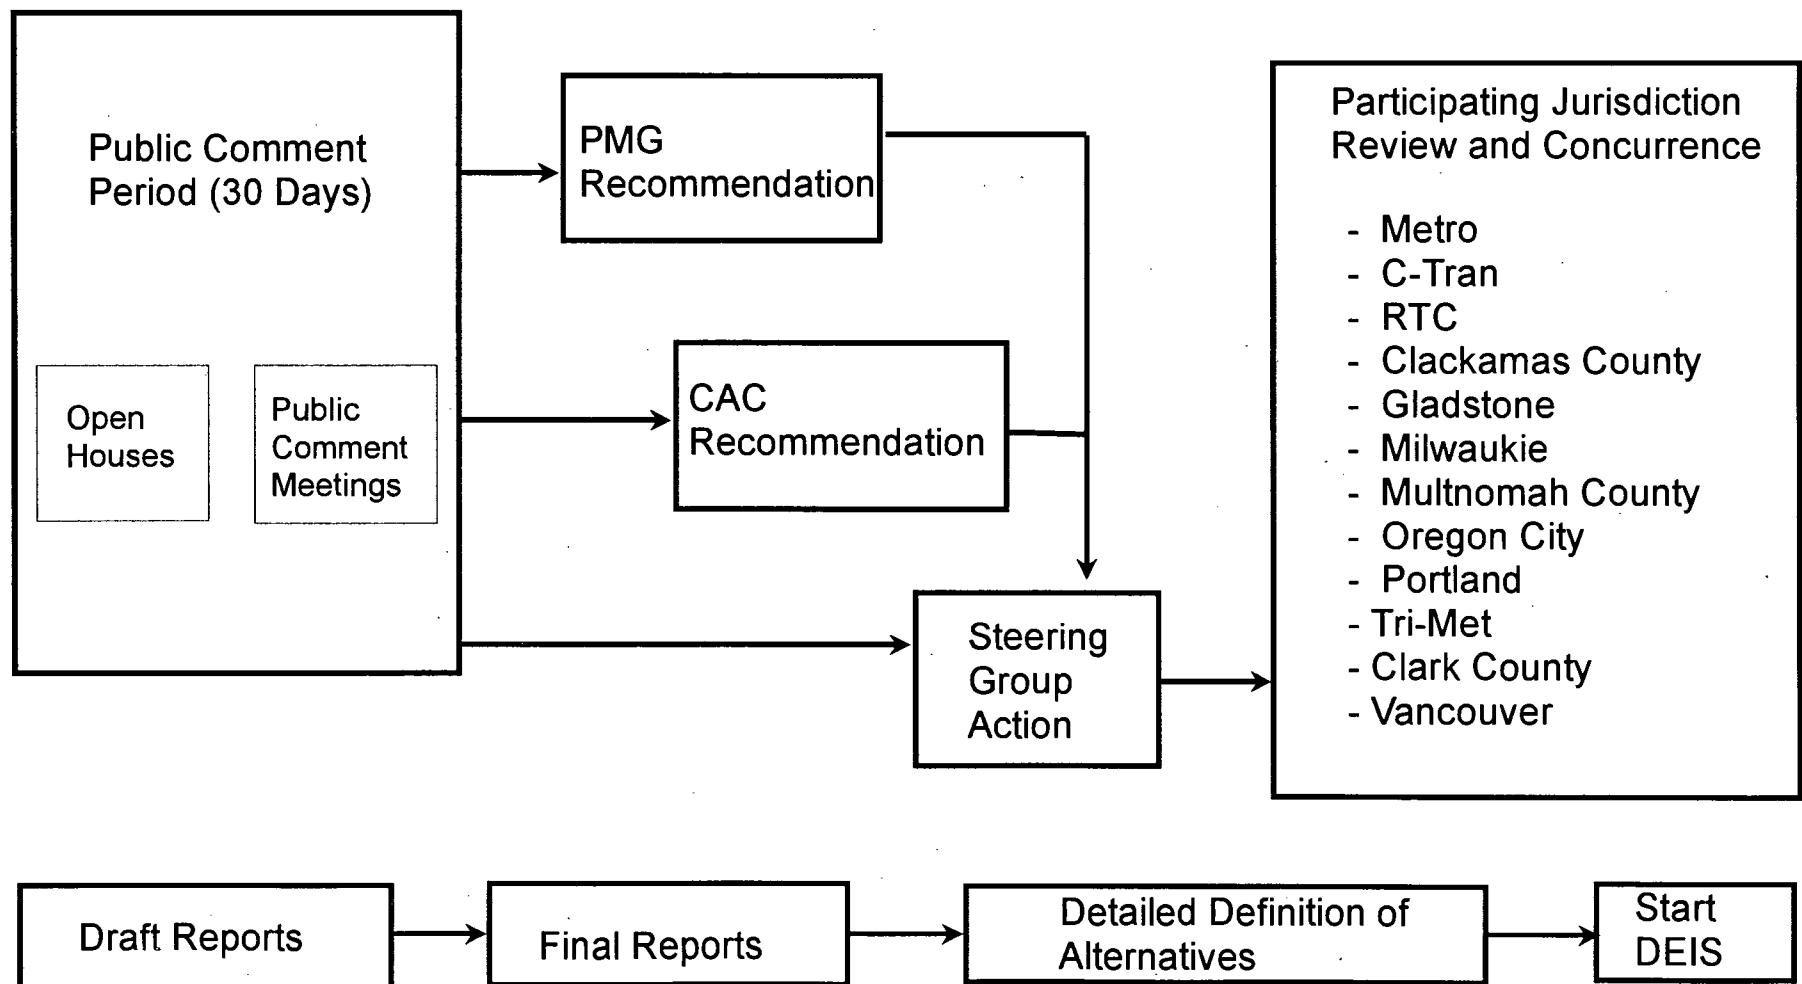 Public Comment
Period (30 Days)
Open
Houses
Public
Comment
Meetings
PMG
Recommendation
CAC
Recommendation
Steering
Group
Action
Participating Jurisdiction
Review and Concurrence
- Metro
- C-Tran
- RTC
- Clackamas County
- Gladstone
- Milwaukie
- Multnomah County
- Oregon City
- Portland
- Tri-Met
- Clark County
- Vancouver
Draft Reports
Final Reports
Detailed Definition of
Alternatives
Start
DEIS